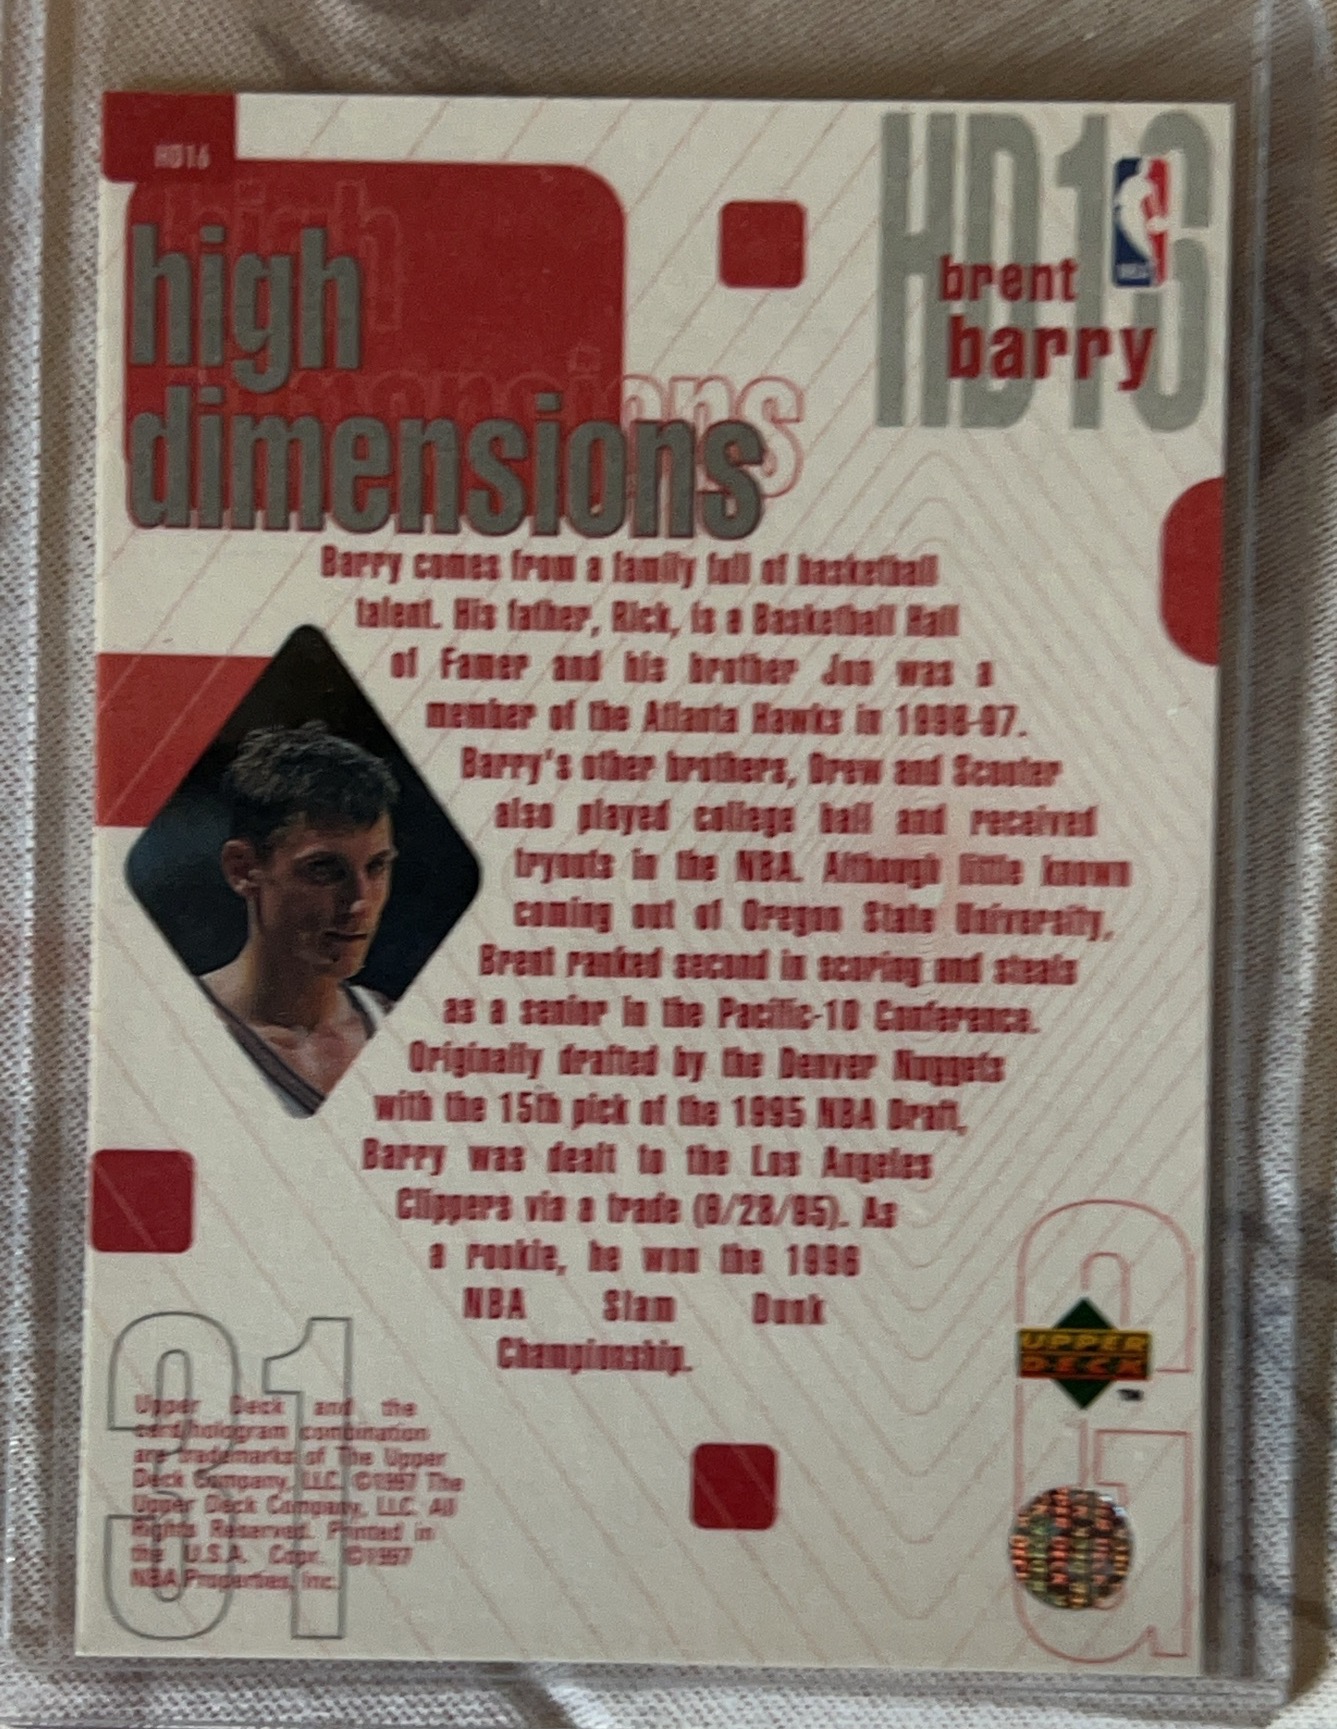 HD16
HD16
high
dimensions
high
dimensions
brent
barry
Barry comes from a family full of basketball
talent. His father, Rick, is a Basketball Hall
of Famer and his brother Jon was a
member of the Atlanta Hawks in 1996-97.
Barry's other brothers, Drew and Scooter
also played college ball and received
tryouts in the NBA. Although little known
coming out of Oregon State University,
Brent ranked second in scoring and steals
as a senior in the Pacific-10 Conference.
Originally drafted by the Denver Nuggets
with the 15th pick of the 1995 NBA Draft,
Barry was dealt to the Los Angeles
Clippers via a trade (6/28/95). As
a rookie, he won the 1996
NBA Slam Dunk
Championship.
31
G
UPPER
DECK
TM
G
Upper Deck and the
card/hologram combination
are trademarks of The Upper
Deck Company, LLC. ©1997 The
Upper Deck Company, LLC. All
Rights Reserved. Printed in
the U.S.A. Copr. ©1997
NBA Properties, Inc.